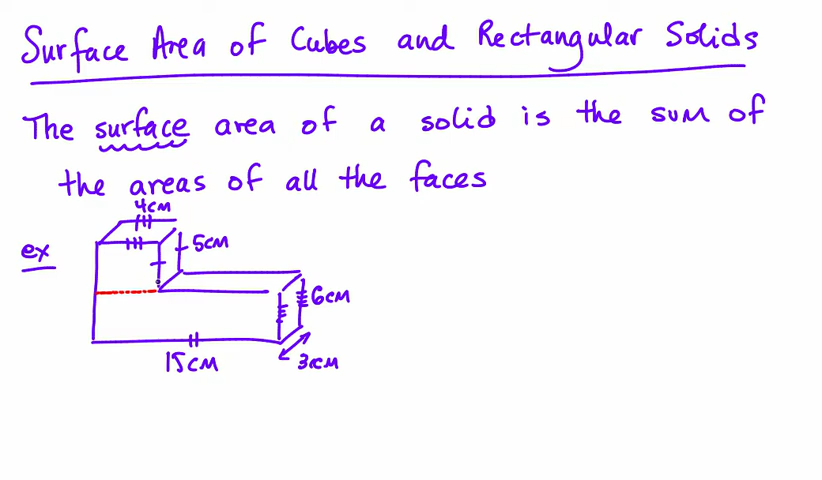 Surface Area of Cubes and Rectangular Solids
The surface area of a solid is the sum of
the areas of all the faces
4cm
ex
5cm
6cm
15cm
3cm